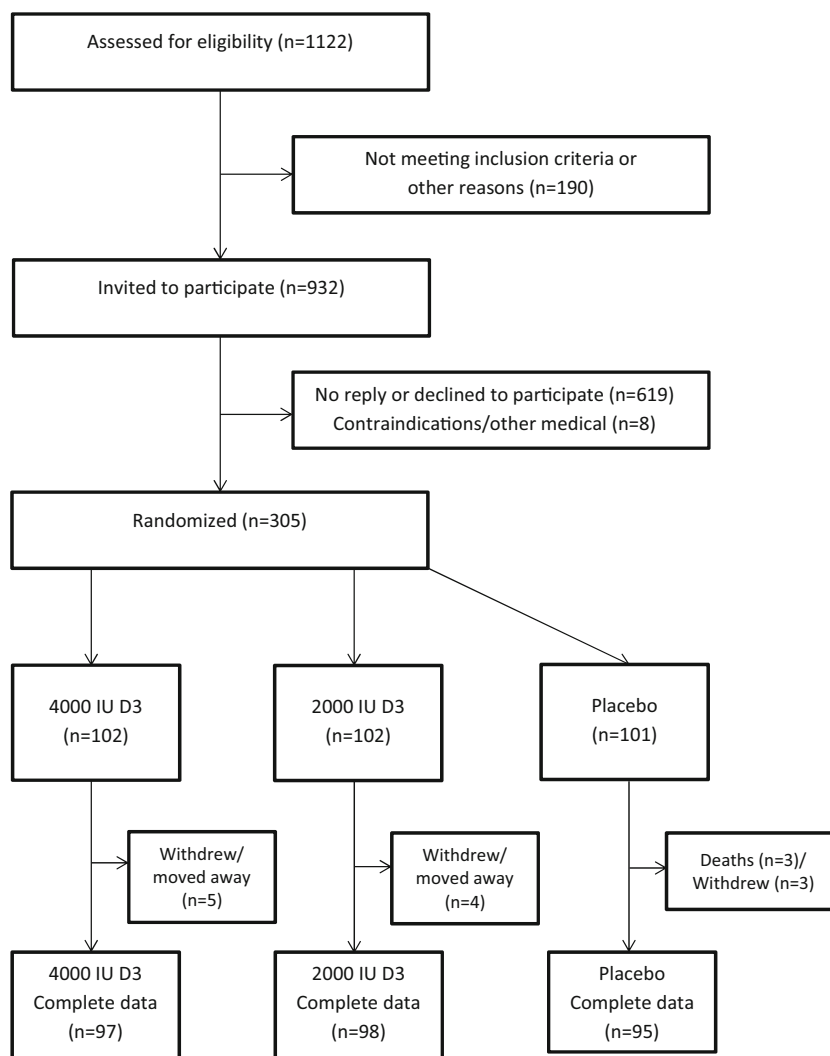 Assessed for eligibility (n=1122)
Not meeting inclusion criteria or
other reasons (n=190)
Invited to participate (n=932)
No reply or declined to participate (n=619)
Contraindications/other medical (n=8)
Randomized (n=305)
4000 IU D3
(n=102)
2000 IU D3
(n=102)
Placebo
(n=101)
Withdrew/
moved away
(n=5)
Withdrew/
moved away
(n=4)
Deaths (n=3)/
Withdrew (n=3)
4000 IU D3
Complete data
(n=97)
2000 IU D3
Complete data
(n=98)
Placebo
Complete data
(n=95)